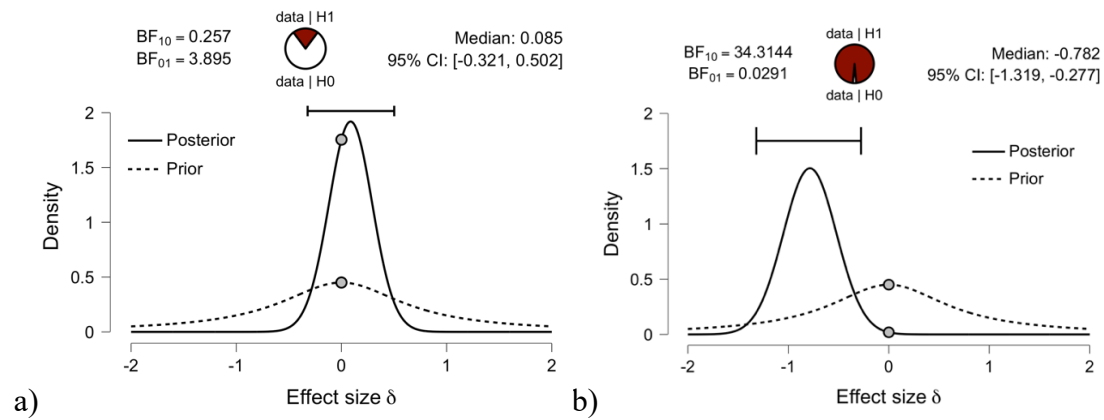 data | H1
BF10 = 0.257
BF01 = 3.895
data | H0
Median: 0.085
95% CI: [-0.321, 0.502]
Posterior
Prior
Density
2
1.5
1
0.5
0
-2
-1
0
1
2
Effect size δ
a)
data | H1
BF10 = 34.3144
BF01 = 0.0291
data | H0
Median: -0.782
95% CI: [-1.319, -0.277]
Posterior
Prior
Density
2
1.5
1
0.5
0
-2
-1
0
1
2
Effect size δ
b)